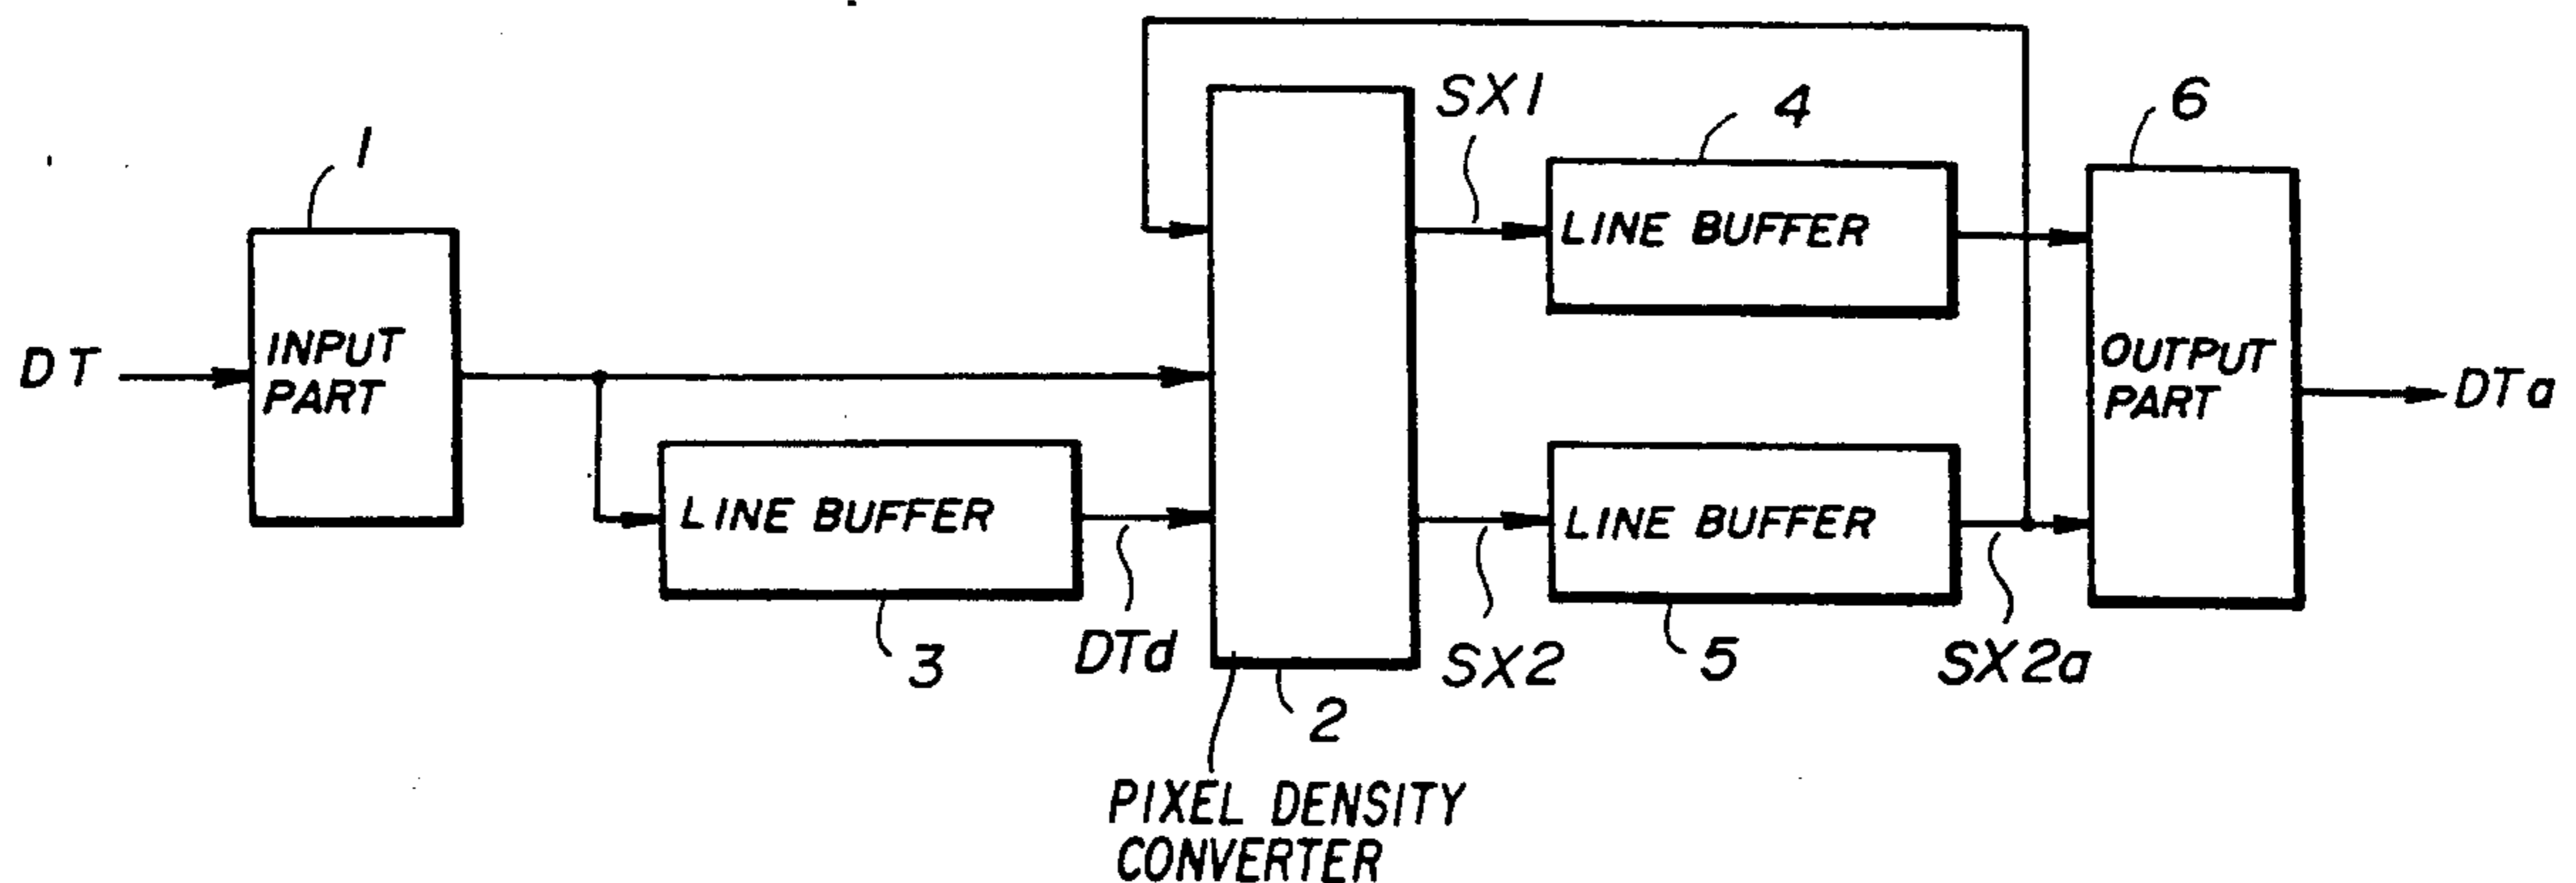 1
SX1
4
6
LINE BUFFER
DT
INPUT
PART
OUTPUT
PART
DTa
LINE BUFFER
LINE BUFFER
3
DTd
2
SX2
5
SX2a
PIXEL DENSITY
CONVERTER